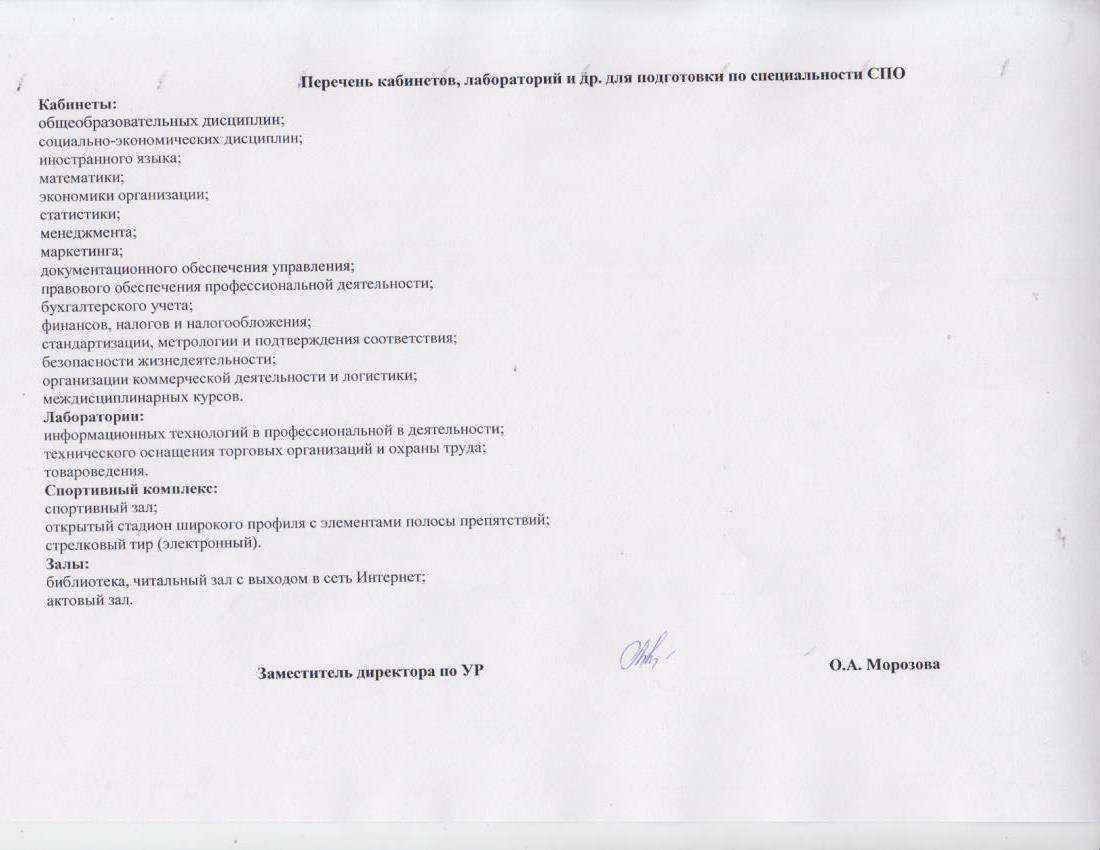 Перечень кабинетов, лабораторий и др. для подготовки по специальности СПО
Кабинеты:
общеобразовательных дисциплин;
социально-экономических дисциплин;
иностранного языка;
математики;
экономики организации;
статистики;
менеджмента;
маркетинга;
документационного обеспечения управления;
правового обеспечения профессиональной деятельности;
бухгалтерского учета;
финансов, налогов и налогообложения;
стандартизации, метрологии и подтверждения соответствия;
безопасности жизнедеятельности;
организации коммерческой деятельности и логистики;
междисциплинарных курсов.
Лаборатории:
информационных технологий в профессиональной в деятельности;
технического оснащения торговых организаций и охраны труда;
товароведения.
Спортивный комплекс:
спортивный зал;
открытый стадион широкого профиля с элементами полосы препятствий;
стрелковый тир (электронный).
Залы:
библиотека, читальный зал с выходом в сеть Интернет;
актовый зал.
Заместитель директора по УР О.А. Морозова